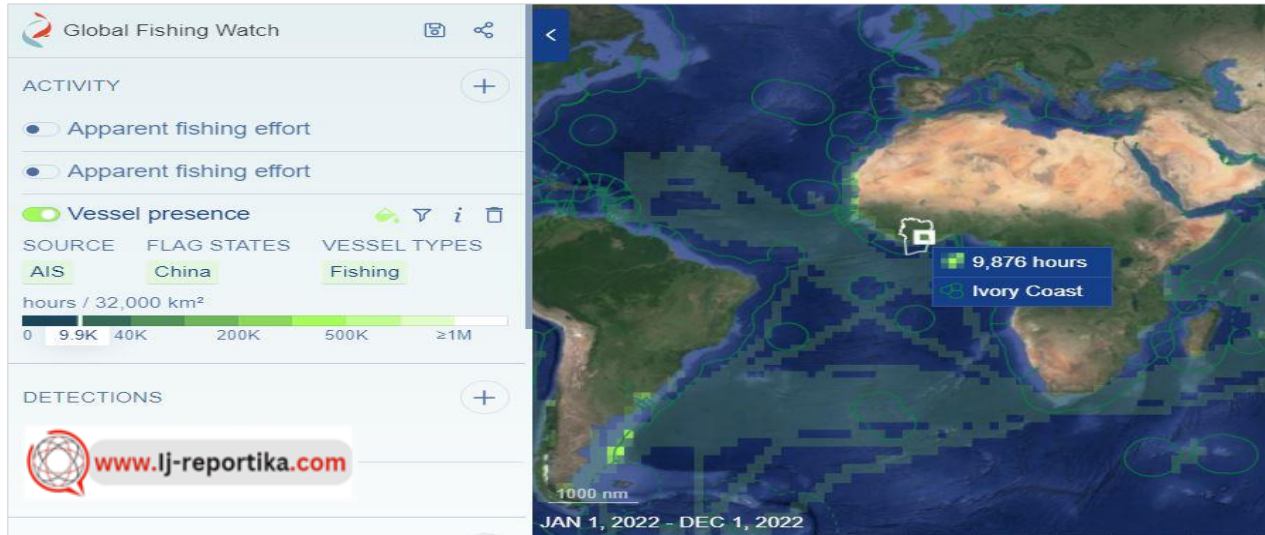 Global Fishing Watch
ACTIVITY
Apparent fishing effort
Apparent fishing effort
Vessel presence
SOURCE FLAG STATES VESSEL TYPES
AIS China Fishing
hours / 32,000 km²
0 9.9K 40K 200K 500K ≥1M
DETECTIONS
www.lj-reportika.com
9,876 hours
Ivory Coast
1000 nm
JAN 1, 2022 - DEC 1, 2022